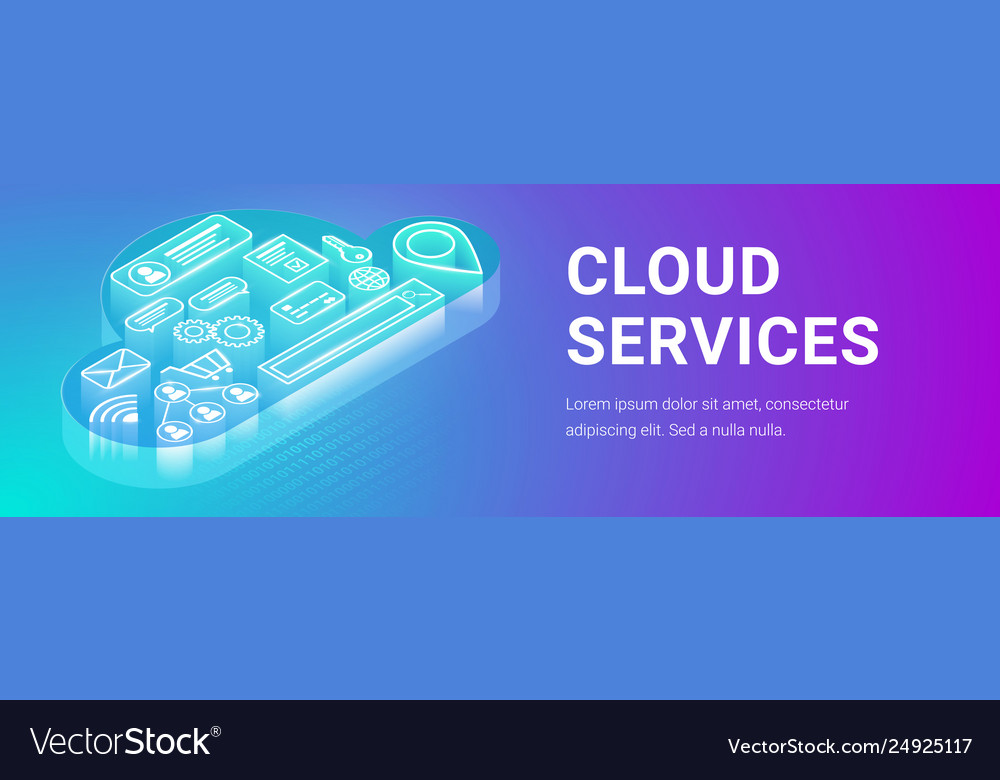 CLOUD
SERVICES
Lorem ipsum dolor sit amet, consectetur
adipiscing elit. Sed a nulla nulla.
VectorStock®
VectorStock.com/24925117